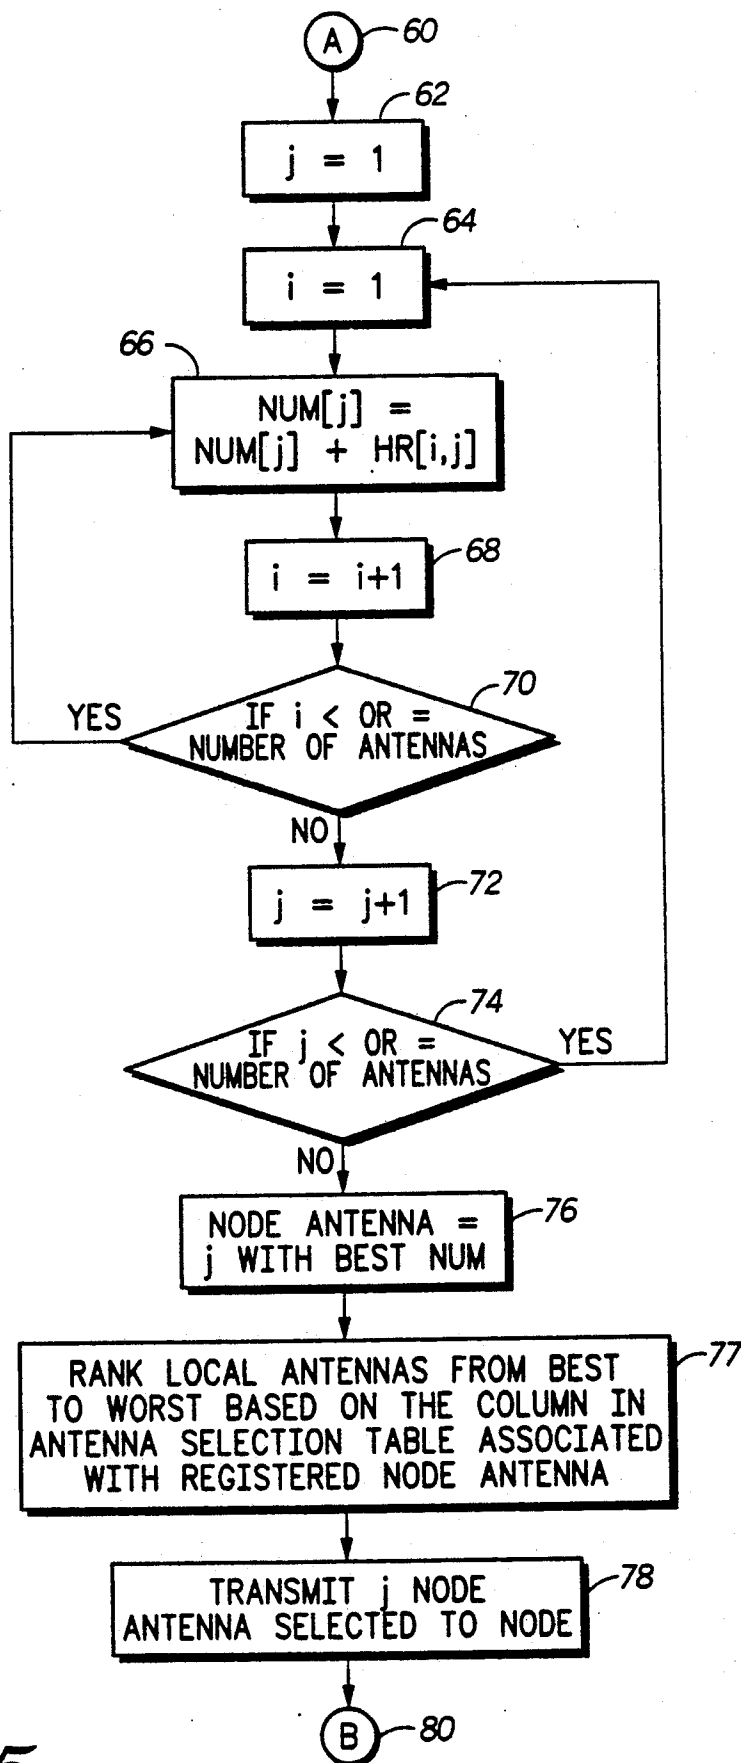 A
60
62
j = 1
64
i = 1
66
NUM[j] =
NUM[j] + HR[i,j]
68
i = i+1
70
YES
IF i < OR =
NUMBER OF ANTENNAS
NO
72
j = j+1
74
IF j < OR =
NUMBER OF ANTENNAS
YES
NO
76
NODE ANTENNA =
j WITH BEST NUM
77
RANK LOCAL ANTENNAS FROM BEST
TO WORST BASED ON THE COLUMN IN
ANTENNA SELECTION TABLE ASSOCIATED
WITH REGISTERED NODE ANTENNA
78
TRANSMIT j NODE
ANTENNA SELECTED TO NODE
B
80